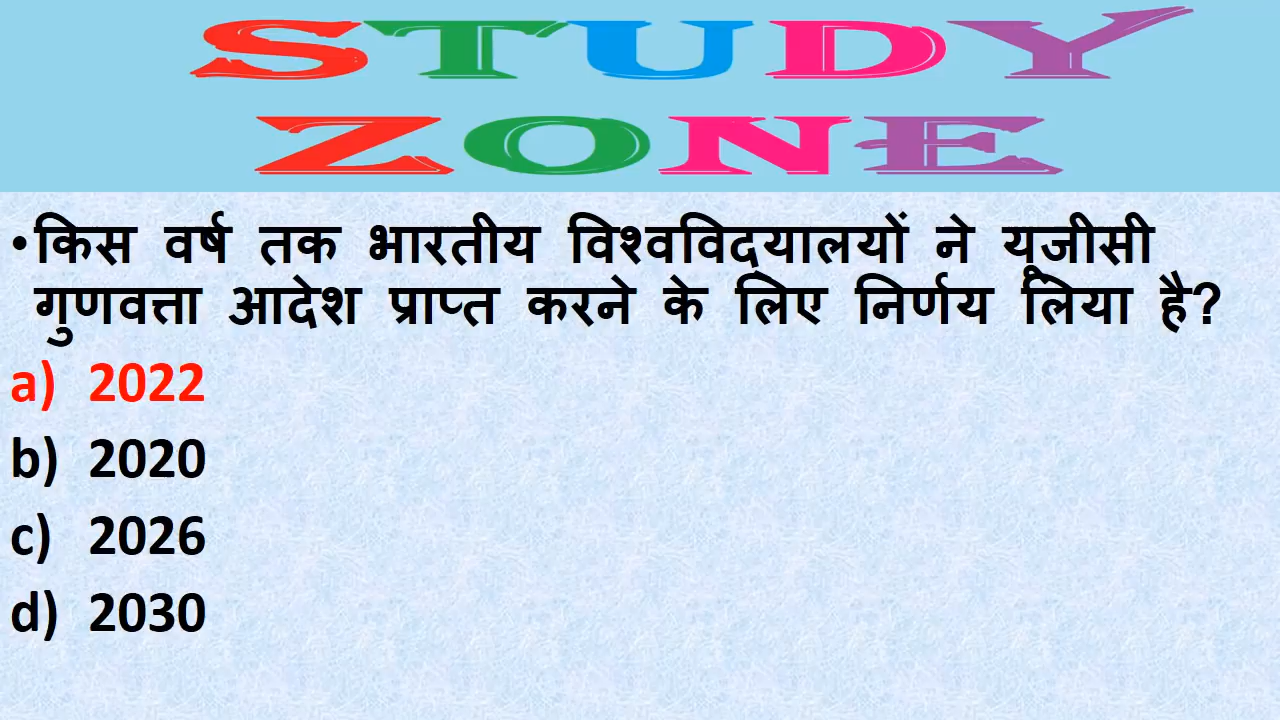 STUDY
ZONE
•किस वर्ष तक भारतीय विश्वविद्यालयों ने यूजीसी
गुणवत्ता आदेश प्राप्त करने के लिए निर्णय लिया है?
a) 2022
b) 2020
c) 2026
d) 2030